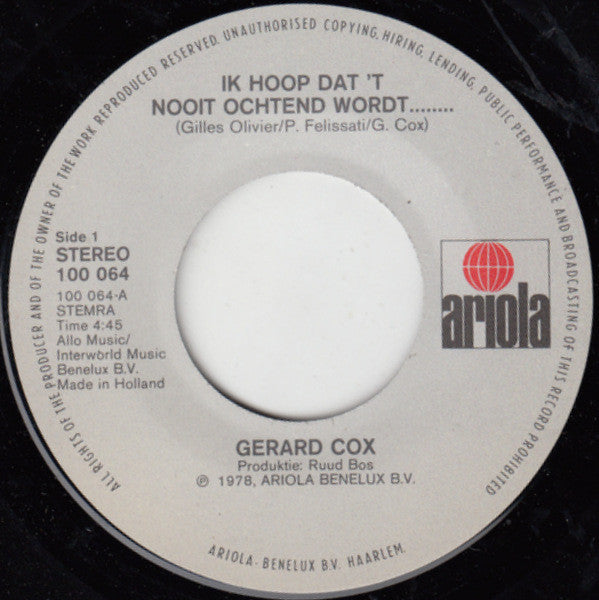 ALL RIGHTS OF THE PRODUCER AND OF THE OWNER OF THE WORK REPRODUCED RESERVED. UNAUTHORISED COPYING, HIRING, LENDING, PUBLIC PERFORMANCE AND BROADCASTING OF THIS RECORD PROHIBITED
IK HOOP DAT 'T
NOOIT OCHTEND WORDT........
(Gilles Olivier/P. Felissati/G. Cox)
Side 1
STEREO
100 064
100 064-A
STEMRA
Time 4:45
Allo Music/
Interworld Music
Benelux B.V.
Made in Holland
ariola
GERARD COX
Produktie: Ruud Bos
℗ 1978, ARIOLA BENELUX B.V.
ARIOLA-BENELUX B.V. HAARLEM.